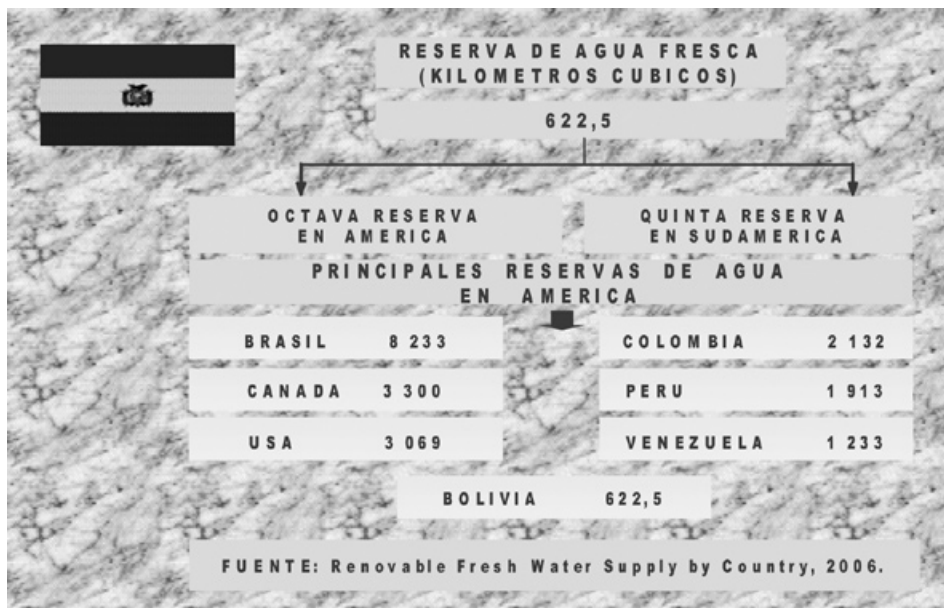 RESERVA DE AGUA FRESCA
(KILOMETROS CUBICOS)
622,5
OCTAVA RESERVA
EN AMERICA
QUINTA RESERVA
EN SUDAMERICA
PRINCIPALES RESERVAS DE AGUA
EN AMERICA
BRASIL 8 233
COLOMBIA 2 132
CANADA 3 300
PERU 1 913
USA 3 069
VENEZUELA 1 233
BOLIVIA 622,5
FUENTE: Renovable Fresh Water Supply by Country, 2006.